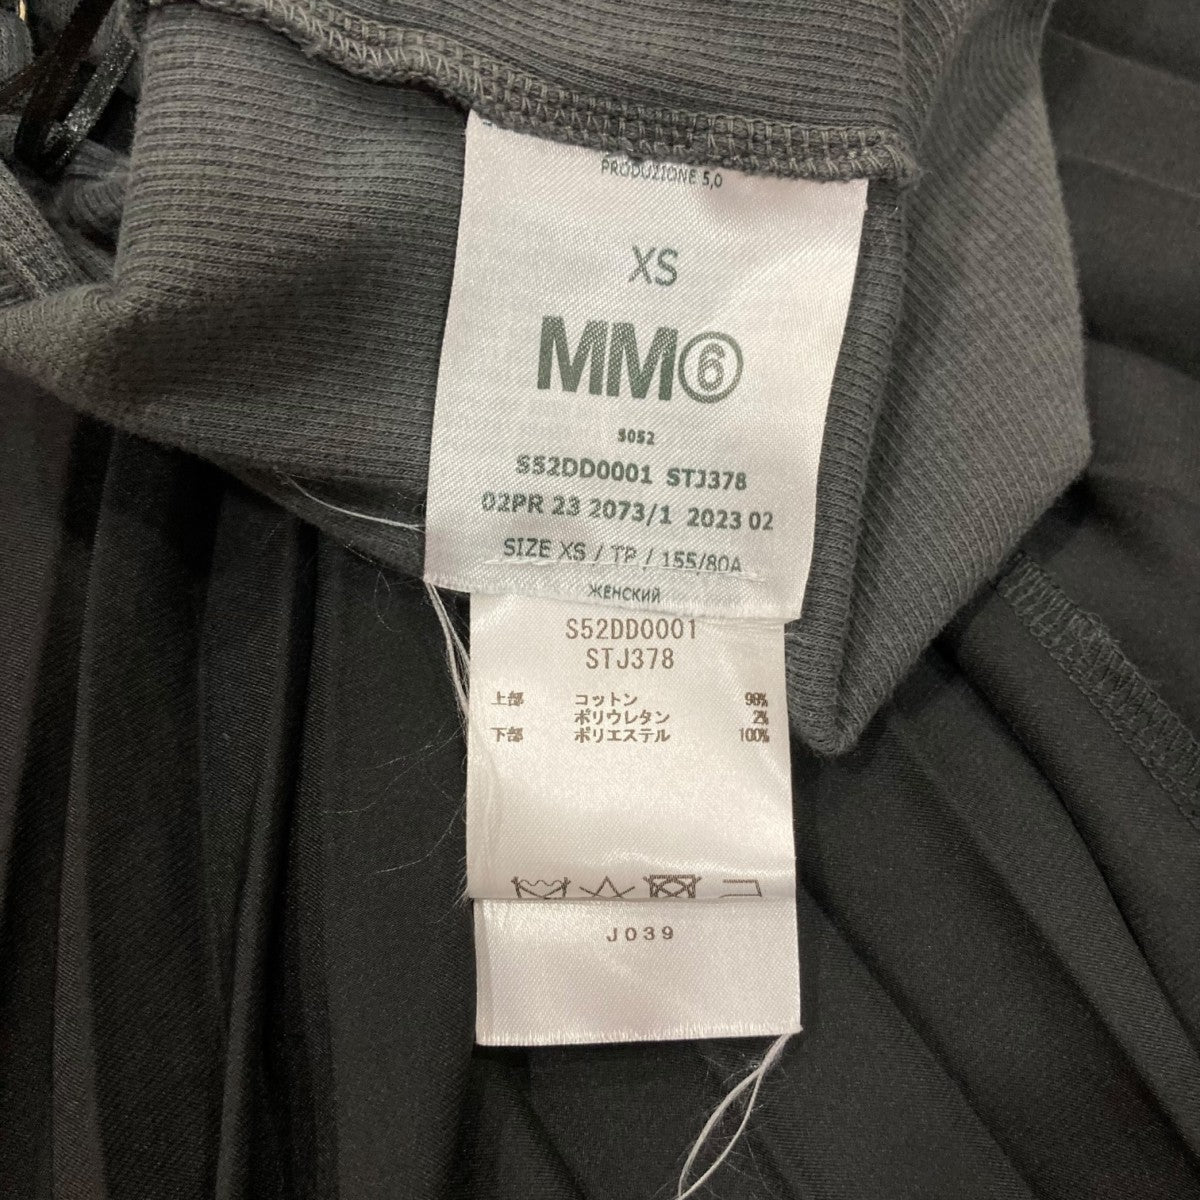 PRODUZIONE 5,0
XS
MM⑥
S052
S52DD0001 STJ378
02PR 23 2073/1 2023 02
SIZE XS / TP / 155/80A
ЖЕНСКИЙ
S52DD0001
STJ378
上部 コットン 98%
ポリウレタン 2%
下部 ポリエステル 100%
J039